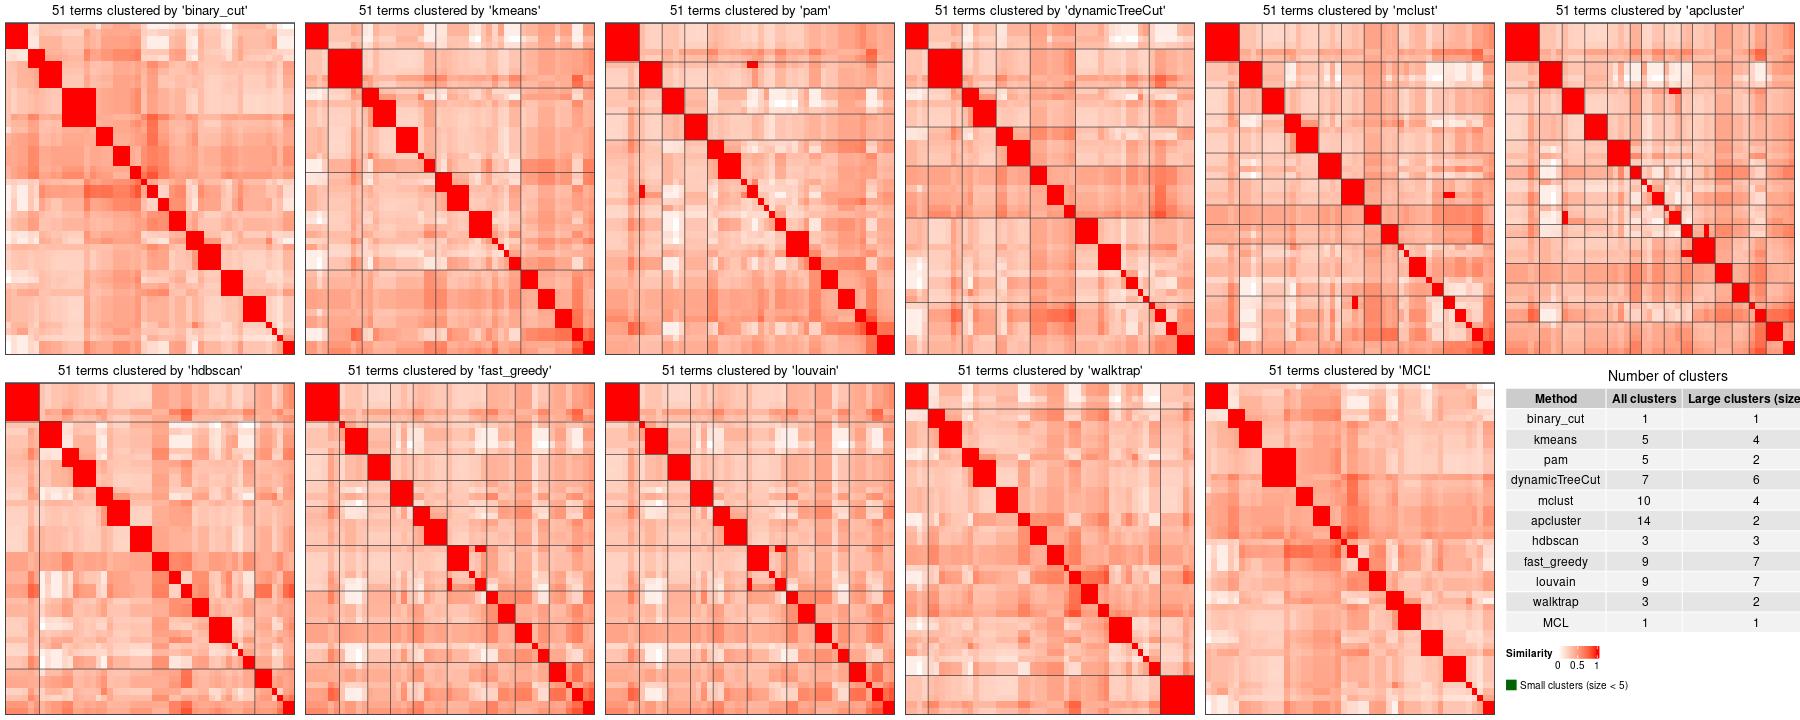 51 terms clustered by 'binary_cut'
51 terms clustered by 'kmeans'
51 terms clustered by 'pam'
51 terms clustered by 'dynamicTreeCut'
51 terms clustered by 'mclust'
51 terms clustered by 'apcluster'
51 terms clustered by 'hdbscan'
51 terms clustered by 'fast_greedy'
51 terms clustered by 'louvain'
51 terms clustered by 'walktrap'
51 terms clustered by 'MCL'
Number of clusters
Method All clusters Large clusters (size
binary_cut 1 1
kmeans 5 4
pam 5 2
dynamicTreeCut 7 6
mclust 10 4
apcluster 14 2
hdbscan 3 3
fast_greedy 9 7
louvain 9 7
walktrap 3 2
MCL 1 1
Similarity
0 0.5 1
Small clusters (size < 5)